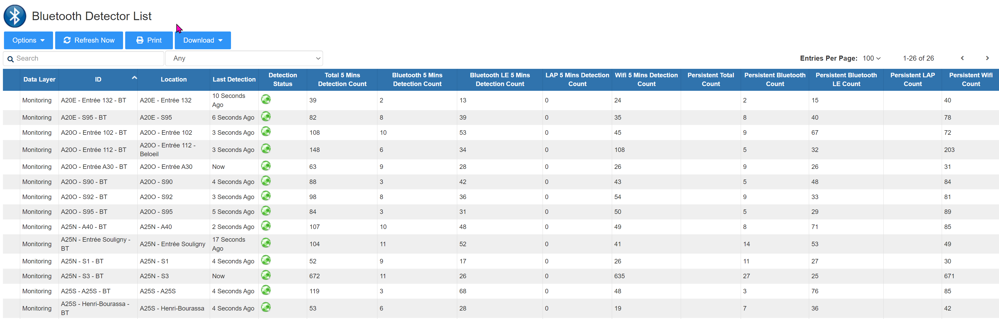 Bluetooth Detector List
Options Refresh Now Print Download
Search Any Entries Per Page: 100 1-26 of 26
Data Layer ID Location Last Detection Detection Status Total 5 Mins Detection Count Bluetooth 5 Mins Detection Count Bluetooth LE 5 Mins Detection Count LAP 5 Mins Detection Count Wifi 5 Mins Detection Count Persistent Total Count Persistent Bluetooth Count Persistent Bluetooth LE Count Persistent LAP Count Persistent Wifi Count
Monitoring A20E - Entrée 132 - BT A20E - Entrée 132 10 Seconds Ago 39 2 13 0 24 2 15 40
Monitoring A20E - S95 - BT A20E - S95 6 Seconds Ago 82 8 39 0 35 8 40 78
Monitoring A20O - Entrée 102 - BT A20O - Entrée 102 3 Seconds Ago 108 10 53 0 45 9 67 72
Monitoring A20O - Entrée 112 - BT A20O - Entrée 112 - Beloeil 3 Seconds Ago 148 6 34 0 108 5 32 203
Monitoring A20O - Entrée A30 - BT A20O - Entrée A30 Now 63 9 28 0 26 9 26 31
Monitoring A20O - S90 - BT A20O - S90 4 Seconds Ago 88 3 42 0 43 5 48 84
Monitoring A20O - S92 - BT A20O - S92 3 Seconds Ago 98 8 36 0 54 9 33 81
Monitoring A20O - S95 - BT A20O - S95 5 Seconds Ago 84 3 31 0 50 5 29 89
Monitoring A25N - A40 - BT A25N - A40 2 Seconds Ago 107 10 48 0 49 8 71 85
Monitoring A25N - Entrée Souligny - BT A25N - Entrée Souligny 17 Seconds Ago 104 11 52 0 41 14 53 49
Monitoring A25N - S1 - BT A25N - S1 4 Seconds Ago 52 9 17 0 26 11 27 30
Monitoring A25N - S3 - BT A25N - S3 Now 672 11 26 0 635 27 25 671
Monitoring A25S - A25S - BT A25S - A25S 4 Seconds Ago 119 3 68 0 48 3 76 85
Monitoring A25S - Henri-Bourassa - BT A25S - Henri-Bourassa 4 Seconds Ago 53 6 28 0 19 7 36 42